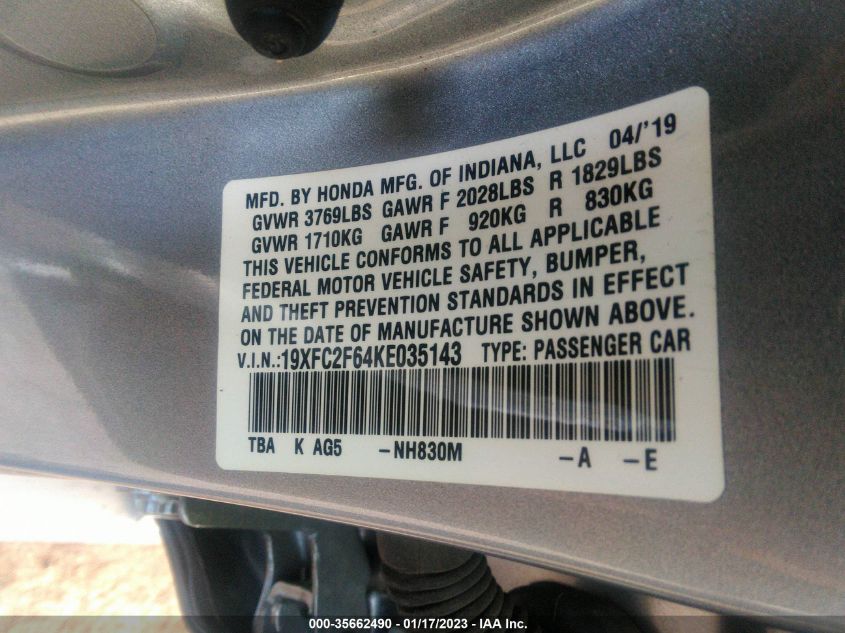 MFD. BY HONDA MFG. OF INDIANA, LLC 04/'19
GVWR 3769LBS GAWR F 2028LBS R 1829LBS
GVWR 1710KG GAWR F 920KG R 830KG
THIS VEHICLE CONFORMS TO ALL APPLICABLE
FEDERAL MOTOR VEHICLE SAFETY, BUMPER,
AND THEFT PREVENTION STANDARDS IN EFFECT
ON THE DATE OF MANUFACTURE SHOWN ABOVE.
V.I.N.:19XFC2F64KE035143 TYPE: PASSENGER CAR
TBA K AG5 -NH830M -A -E
000-35662490 - 01/17/2023 - IAA Inc.